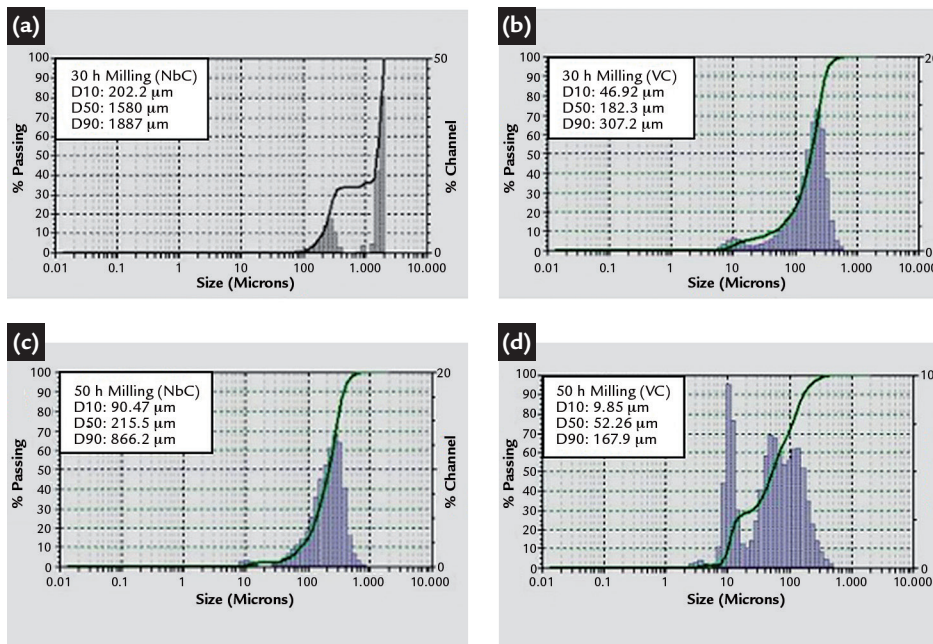 (a)
30 h Milling (NbC)
D10: 202.2 µm
D50: 1580 µm
D90: 1887 µm
% Passing
100
90
80
70
60
50
40
30
20
10
0
50
0
% Channel
0.01 0.1 1 10 100 1.000 10.000
Size (Microns)
(b)
30 h Milling (VC)
D10: 46.92 µm
D50: 182.3 µm
D90: 307.2 µm
% Passing
100
90
80
70
60
50
40
30
20
10
0
0.01 0.1 1 10 100 1.000 10.000
Size (Microns)
(c)
50 h Milling (NbC)
D10: 90.47 µm
D50: 215.5 µm
D90: 866.2 µm
% Passing
100
90
80
70
60
50
40
30
20
10
0
20
0
% Channel
0.01 0.1 1 10 100 1.000 10.000
Size (Microns)
(d)
50 h Milling (VC)
D10: 9.85 µm
D50: 52.26 µm
D90: 167.9 µm
% Passing
100
90
80
70
60
50
40
30
20
10
0
10
0.01 0.1 1 10 100 1.000 10.000
Size (Microns)